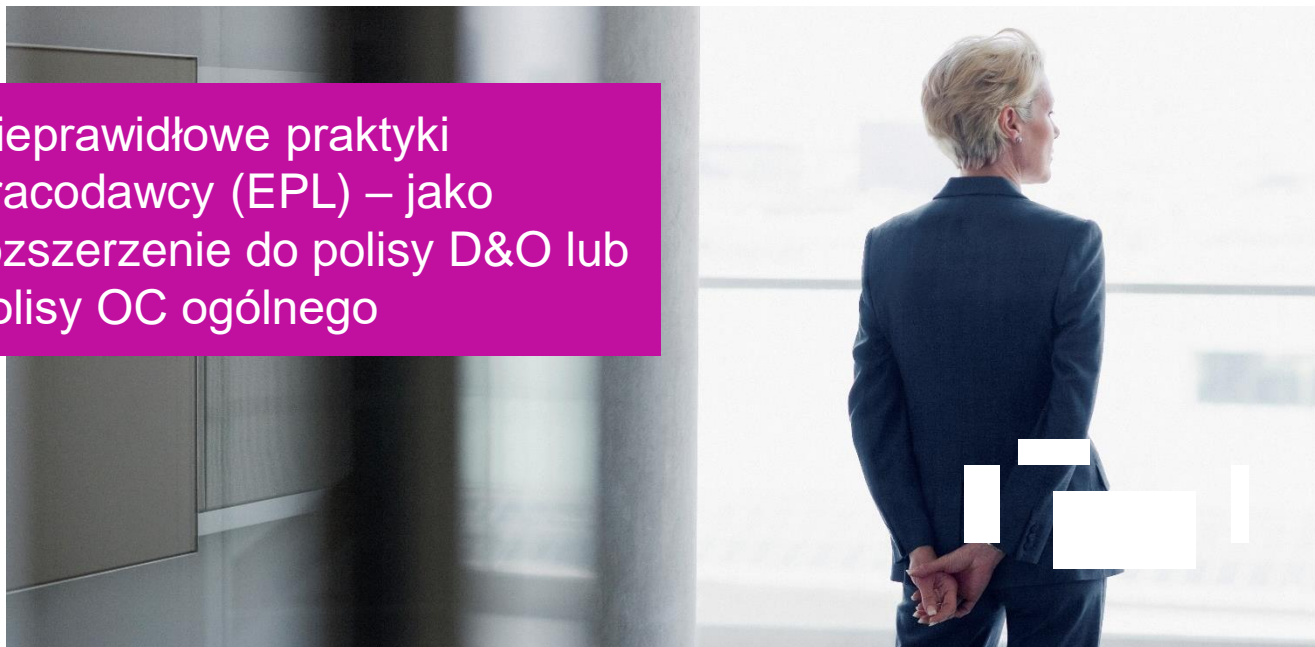 ieprawidłowe praktyki
racodawcy (EPL) – jako
ozszerzenie do polisy D&O lub
olisy OC ogólnego